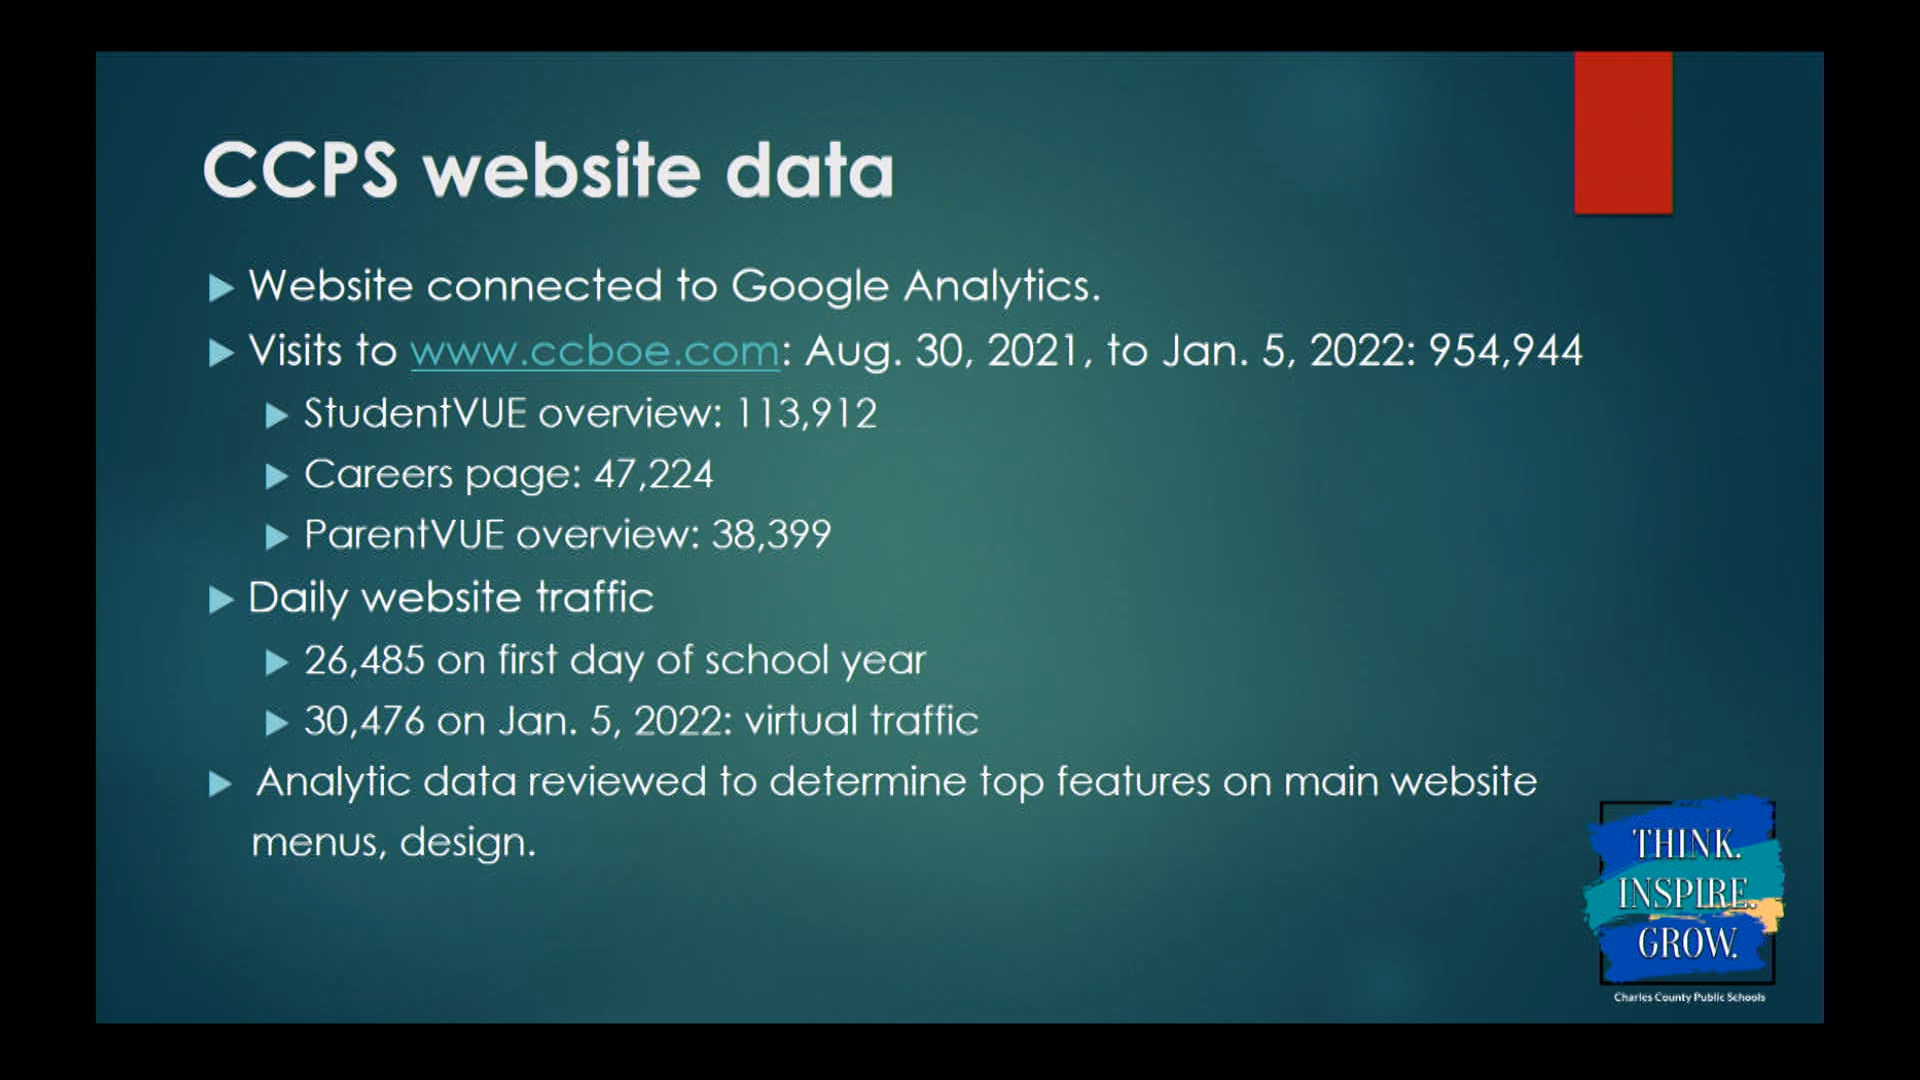 CCPS website data
Website connected to Google Analytics.
Visits to www.ccboe.com: Aug. 30, 2021, to Jan. 5, 2022: 954,944
StudentVUE overview: 113,912
Careers page: 47,224
ParentVUE overview: 38,399
Daily website traffic
26,485 on first day of school year
30,476 on Jan. 5, 2022: virtual traffic
Analytic data reviewed to determine top features on main website
menus, design.
THINK.
INSPIRE.
GROW.
Charles County Public Schools